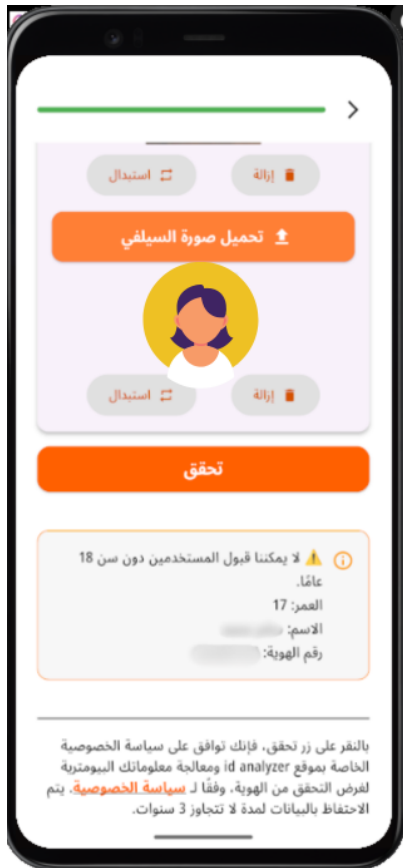 إزالة
استبدال
تحميل صورة السيلفي
إزالة
استبدال
تحقق
⚠️ لا يمكننا قبول المستخدمين دون سن 18
عامًا.
العمر: 17
الاسم:
رقم الهوية:
بالنقر على زر تحقق، فإنك توافق على سياسة الخصوصية
الخاصة بموقع id analyzer ومعالجة معلوماتك البيومترية
لغرض التحقق من الهوية. وفقًا لـ سياسة الخصوصية. يتم
الاحتفاظ بالبيانات لمدة لا تتجاوز 3 سنوات.